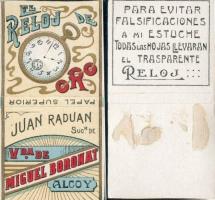 EL
RELOJ DE
ORO
PAPEL SUPERIOR
JUAN RADUAN
Sucr. DE
VDA. DE
MIGUEL BORONAT
ALCOY
PARA EVITAR
FALSIFICACIONES
A MI ESTUCHE
TODAS LAS HOJAS LLEVARAN
EL TRASPARENTE
RELOJ